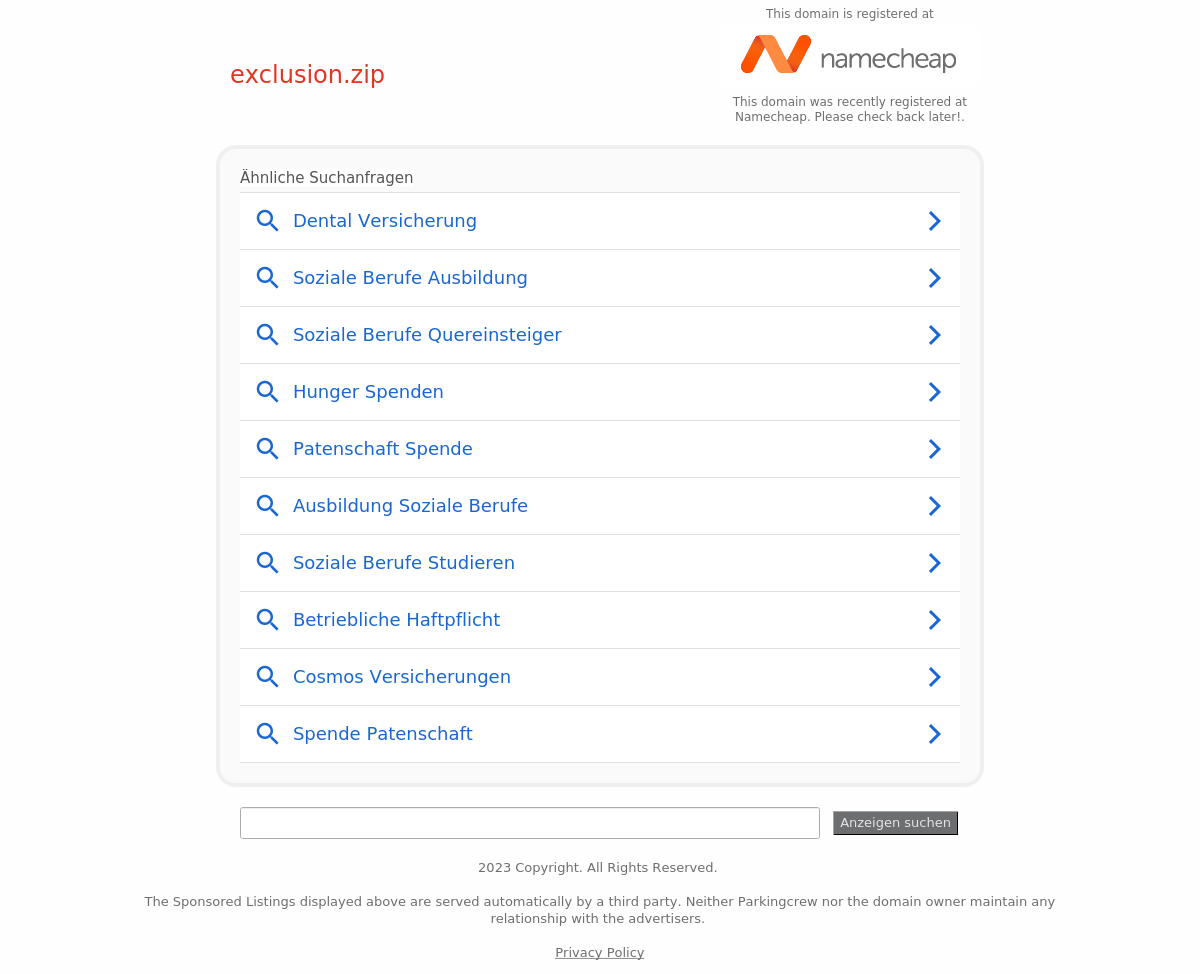 This domain is registered at
namecheap
exclusion.zip
This domain was recently registered at
Namecheap. Please check back later!.
Ähnliche Suchanfragen
Dental Versicherung
Soziale Berufe Ausbildung
Soziale Berufe Quereinsteiger
Hunger Spenden
Patenschaft Spende
Ausbildung Soziale Berufe
Soziale Berufe Studieren
Betriebliche Haftpflicht
Cosmos Versicherungen
Spende Patenschaft
Anzeigen suchen
2023 Copyright. All Rights Reserved.
The Sponsored Listings displayed above are served automatically by a third party. Neither Parkingcrew nor the domain owner maintain any
relationship with the advertisers.
Privacy Policy